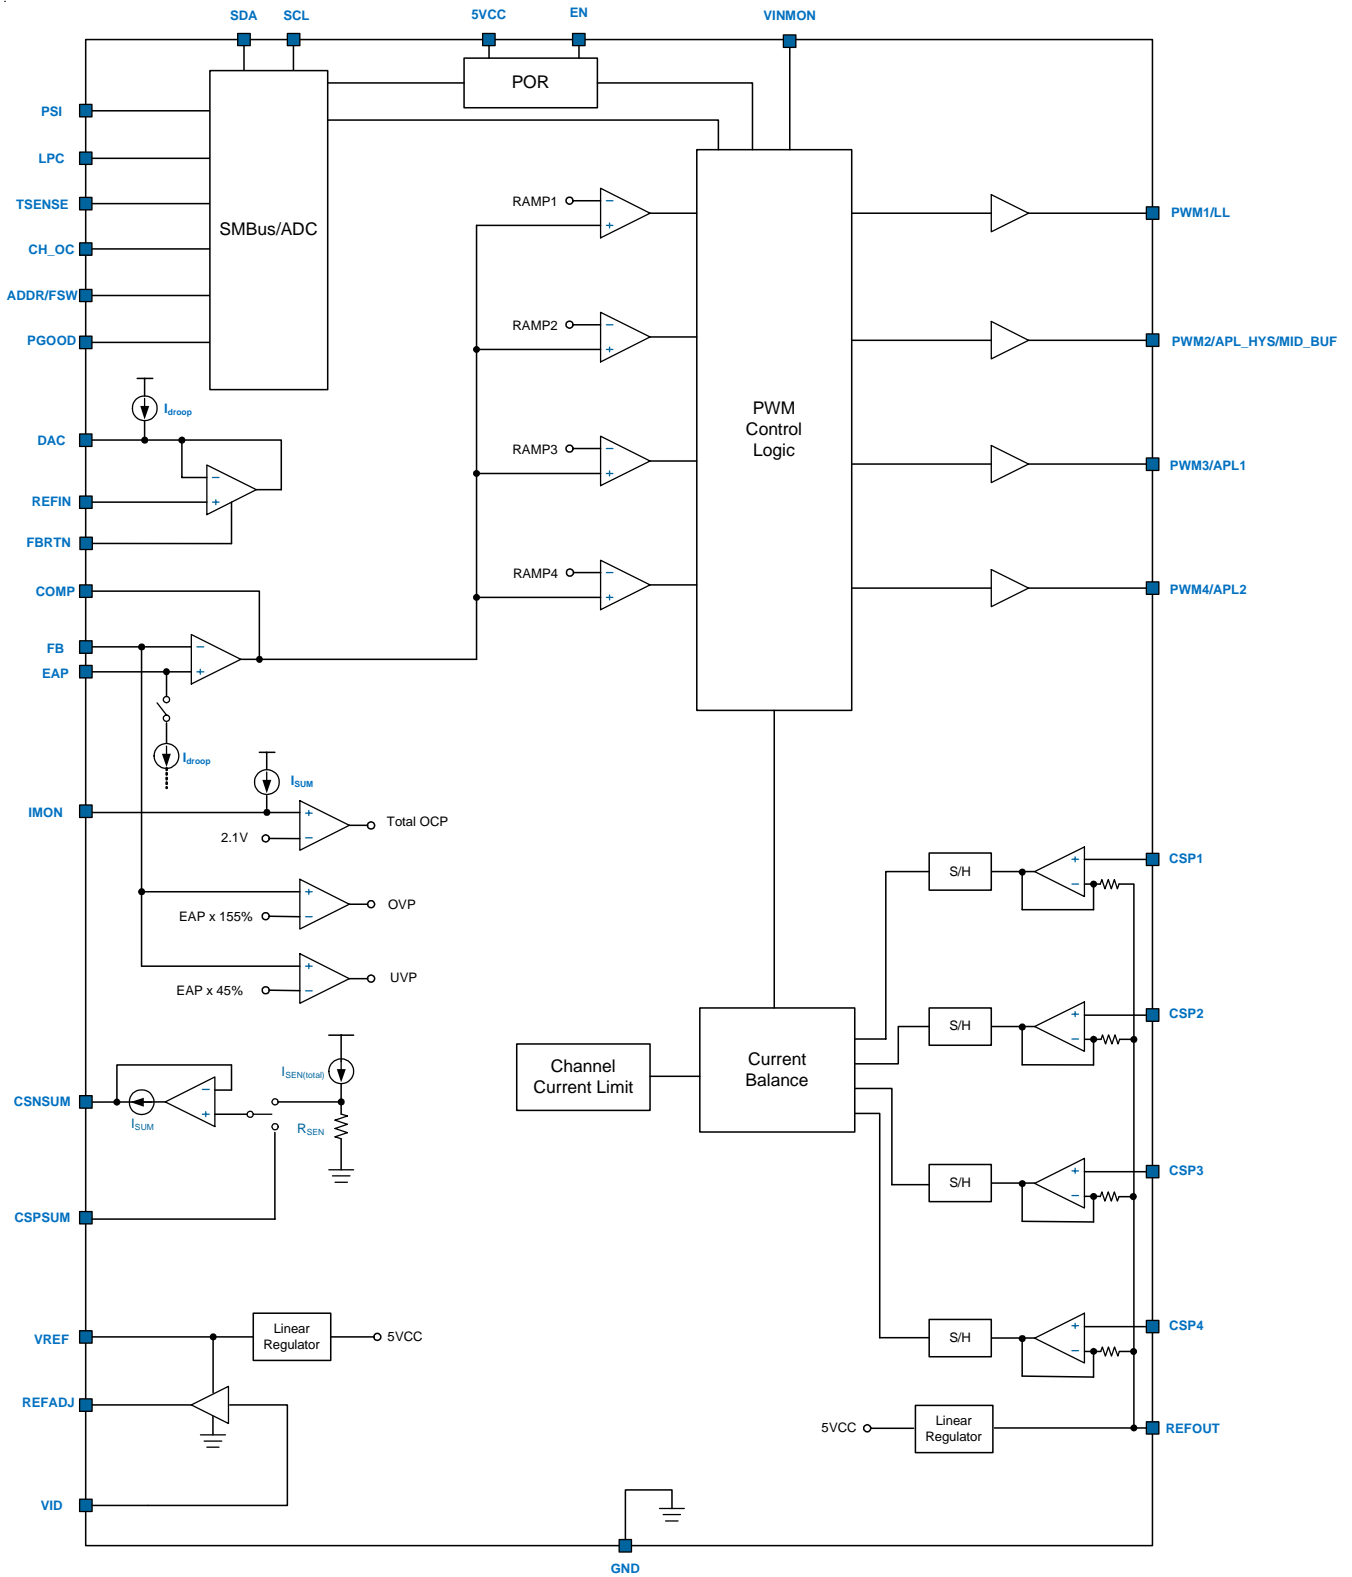 SDA
SCL
5VCC
EN
VINMON
PSI
LPC
TSENSE
CH_OC
ADDR/FSW
PGOOD
SMBus/ADC
POR
RAMP1
−
+
RAMP2
−
+
RAMP3
−
+
RAMP4
−
+
PWM
Control
Logic
PWM1/LL
PWM2/APL_HYS/MID_BUF
PWM3/APL1
PWM4/APL2
Idroop
DAC
−
+
REFIN
FBRTN
COMP
FB
−
+
EAP
Idroop
ISUM
IMON
+
−
2.1V
Total OCP
+
−
EAP x 155%
OVP
+
−
EAP x 45%
UVP
ISEN(total)
CSNSUM
ISUM
−
+
RSEN
CSPSUM
Channel
Current Limit
Current
Balance
S/H
+
−
CSP1
S/H
+
−
CSP2
S/H
+
−
CSP3
S/H
+
−
CSP4
VREF
Linear
Regulator
5VCC
REFADJ
VID
5VCC
Linear
Regulator
REFOUT
GND